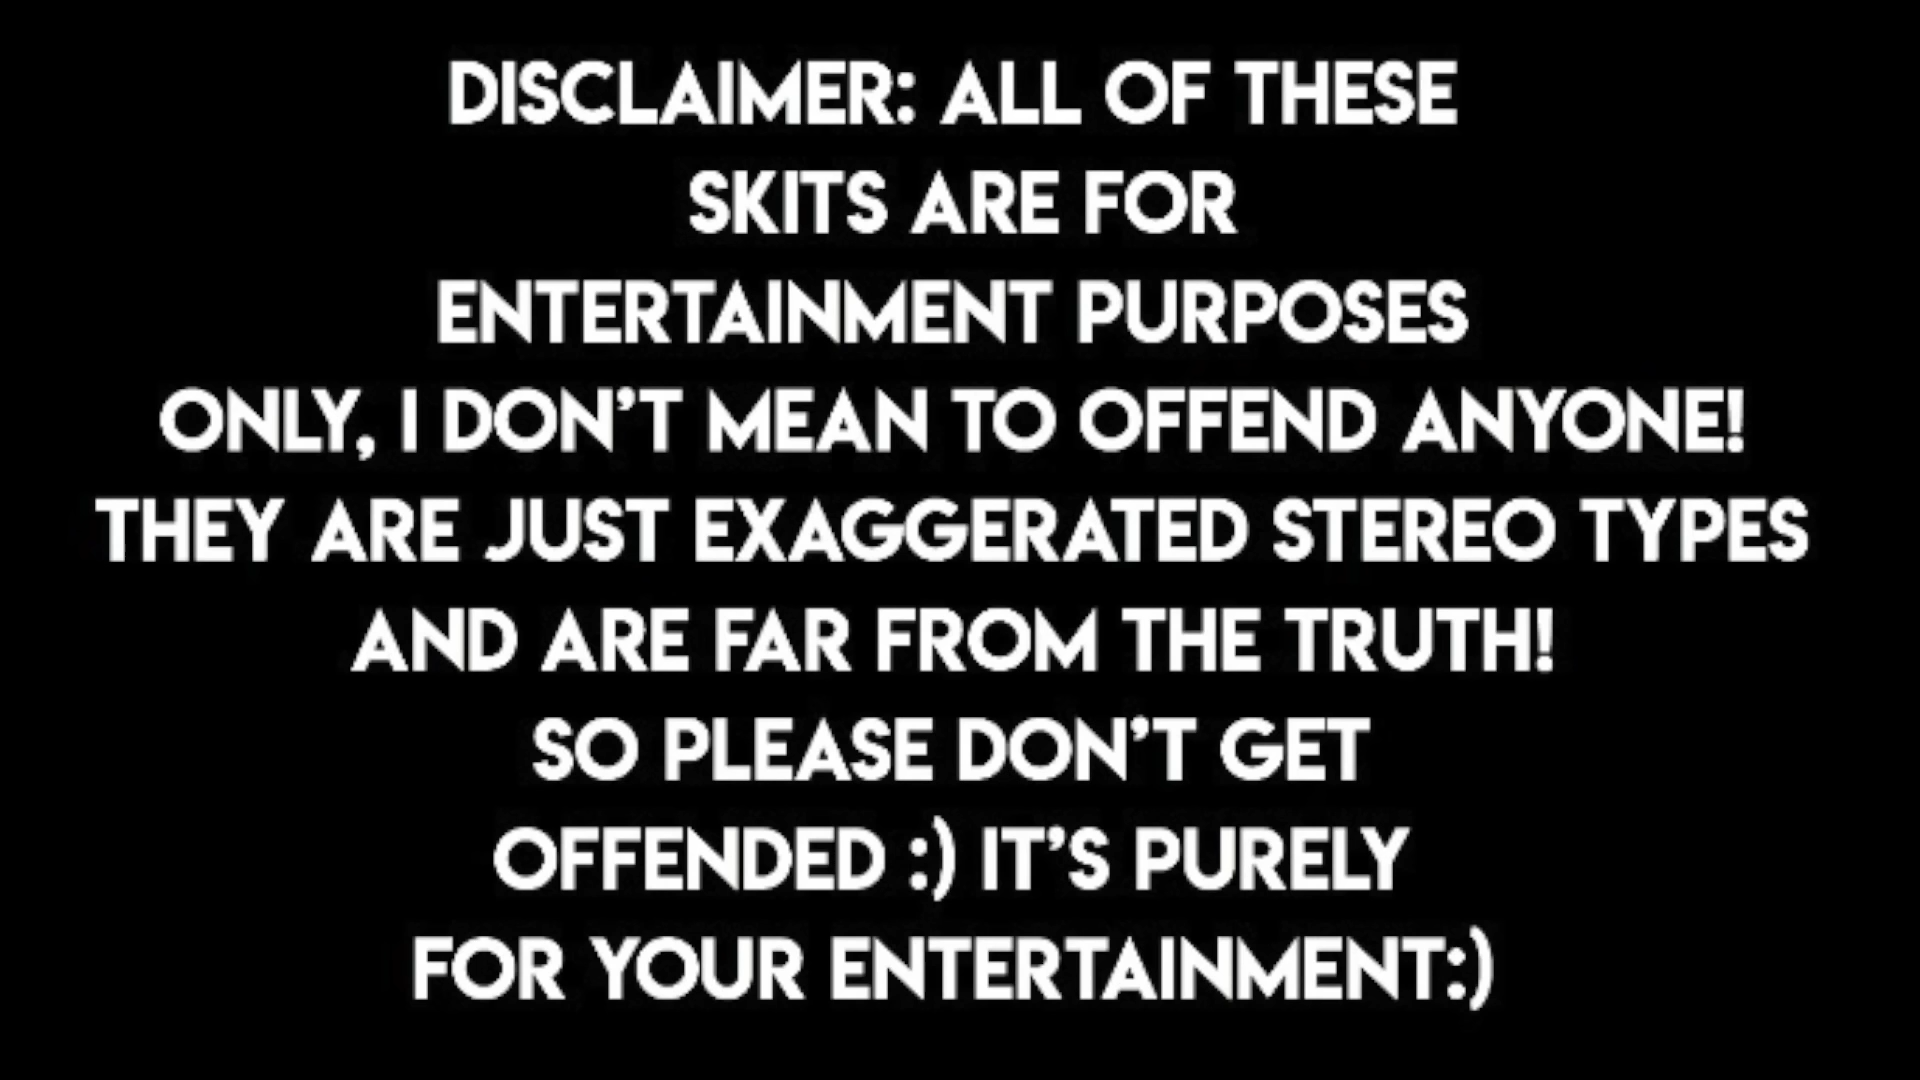 DISCLAIMER: ALL OF THESE
SKITS ARE FOR
ENTERTAINMENT PURPOSES
ONLY, I DON'T MEAN TO OFFEND ANYONE!
THEY ARE JUST EXAGGERATED STEREO TYPES
AND ARE FAR FROM THE TRUTH!
SO PLEASE DON'T GET
OFFENDED :) IT'S PURELY
FOR YOUR ENTERTAINMENT:)